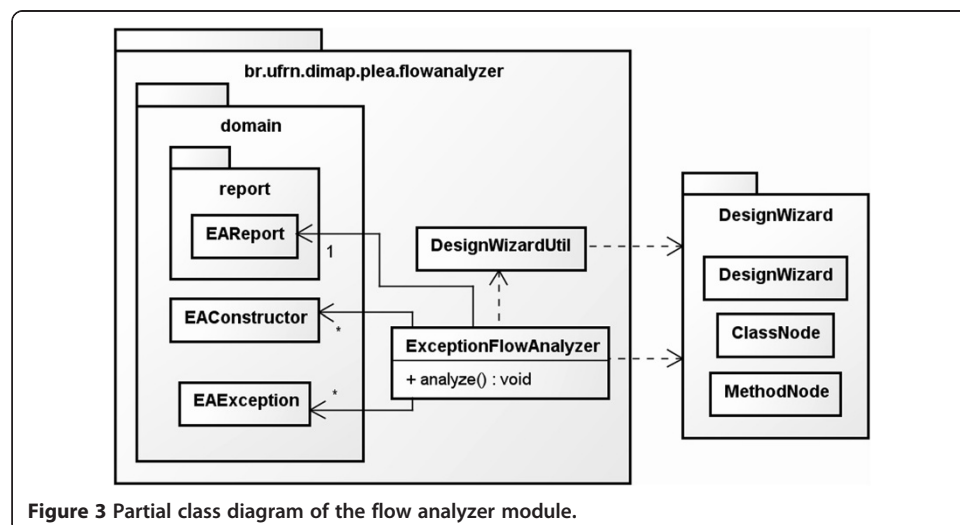 br.ufrn.dimap.plea.flowanalyzer
domain
report
EAReport
1
EAConstructor
*
EAException
*
DesignWizardUtil
ExceptionFlowAnalyzer
+ analyze() : void
DesignWizard
DesignWizard
ClassNode
MethodNode
Figure 3 Partial class diagram of the flow analyzer module.